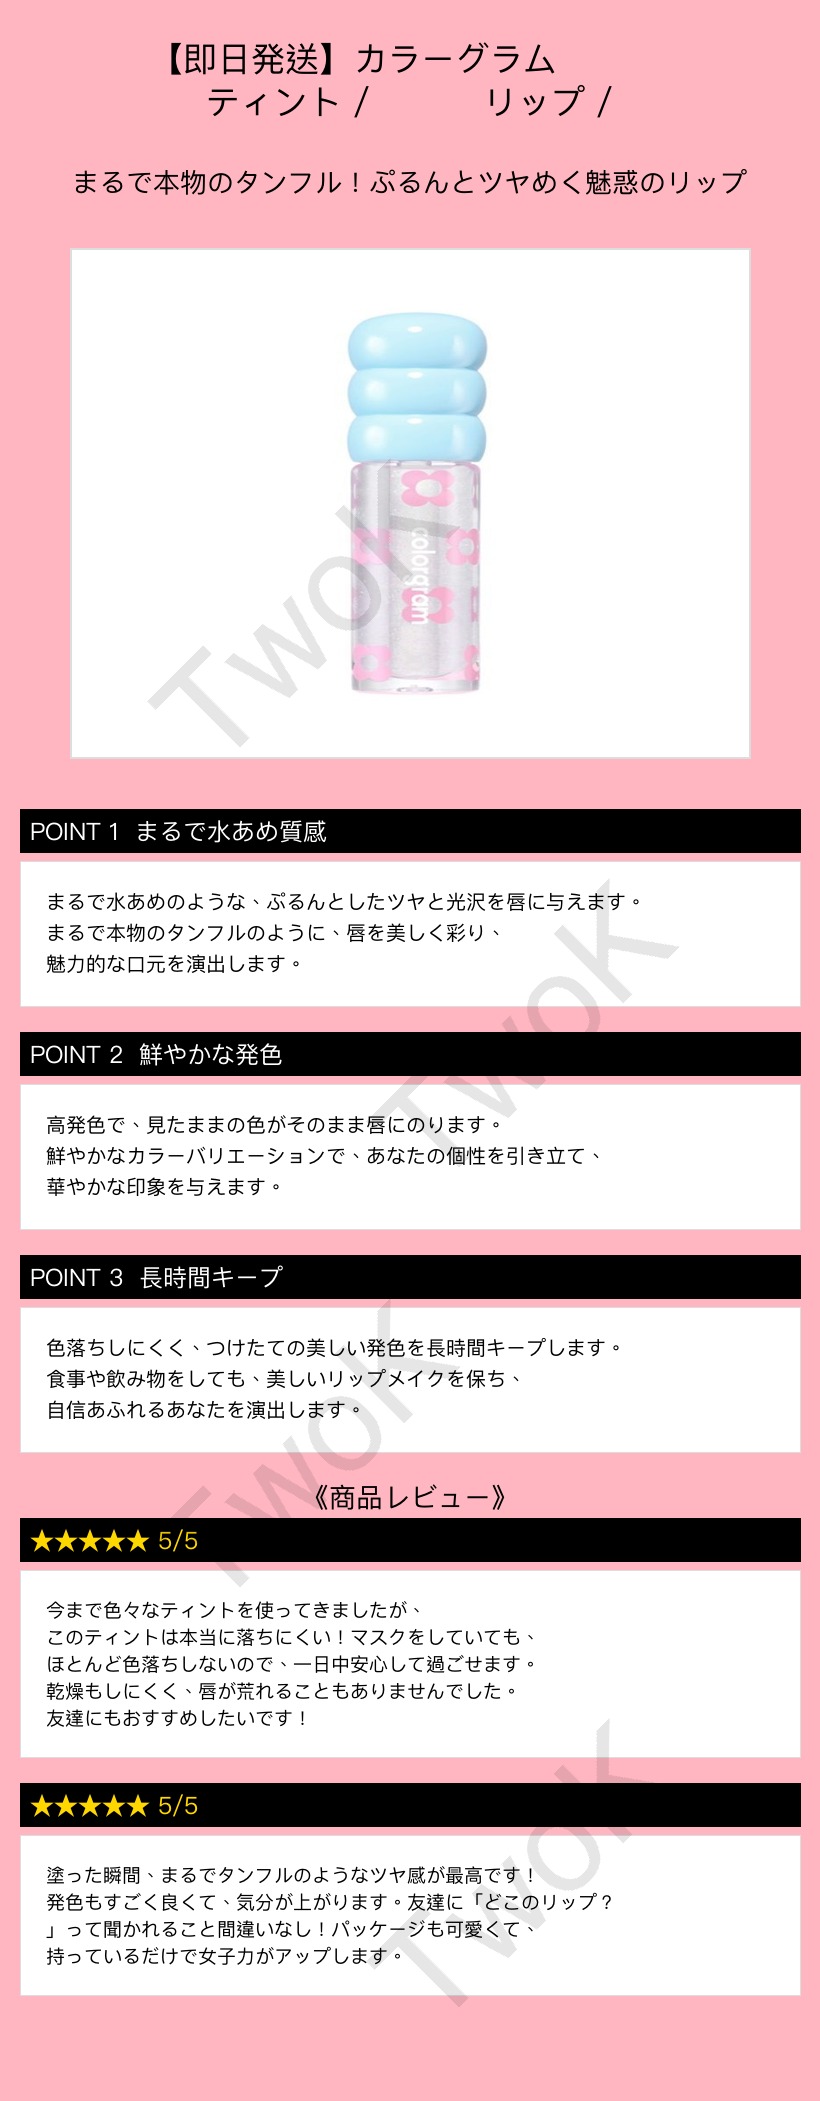 【即日発送】カラーグラム
ティント / リップ /
まるで本物のタンフル！ぷるんとツヤめく魅惑のリップ
colorgram
TwoK
POINT 1 まるで水あめ質感
まるで水あめのような、ぷるんとしたツヤと光沢を唇に与えます。
まるで本物のタンフルのように、唇を美しく彩り、
魅力的な口元を演出します。
TwoK
POINT 2 鮮やかな発色
高発色で、見たままの色がそのまま唇にのります。
鮮やかなカラーバリエーションで、あなたの個性を引き立て、
華やかな印象を与えます。
POINT 3 長時間キープ
色落ちしにくく、つけたての美しい発色を長時間キープします。
食事や飲み物をしても、美しいリップメイクを保ち、
自信あふれるあなたを演出します。
TwoK
《商品レビュー》
★★★★★ 5/5
今まで色々なティントを使ってきましたが、
このティントは本当に落ちにくい！マスクをしていても、
ほとんど色落ちしないので、一日中安心して過ごせます。
乾燥もしにくく、唇が荒れることもありませんでした。
友達にもおすすめしたいです！
★★★★★ 5/5
塗った瞬間、まるでタンフルのようなツヤ感が最高です！
発色もすごく良くて、気分が上がります。友達に「どこのリップ？
」って聞かれること間違いなし！パッケージも可愛くて、
持っているだけで女子力がアップします。
TwoK